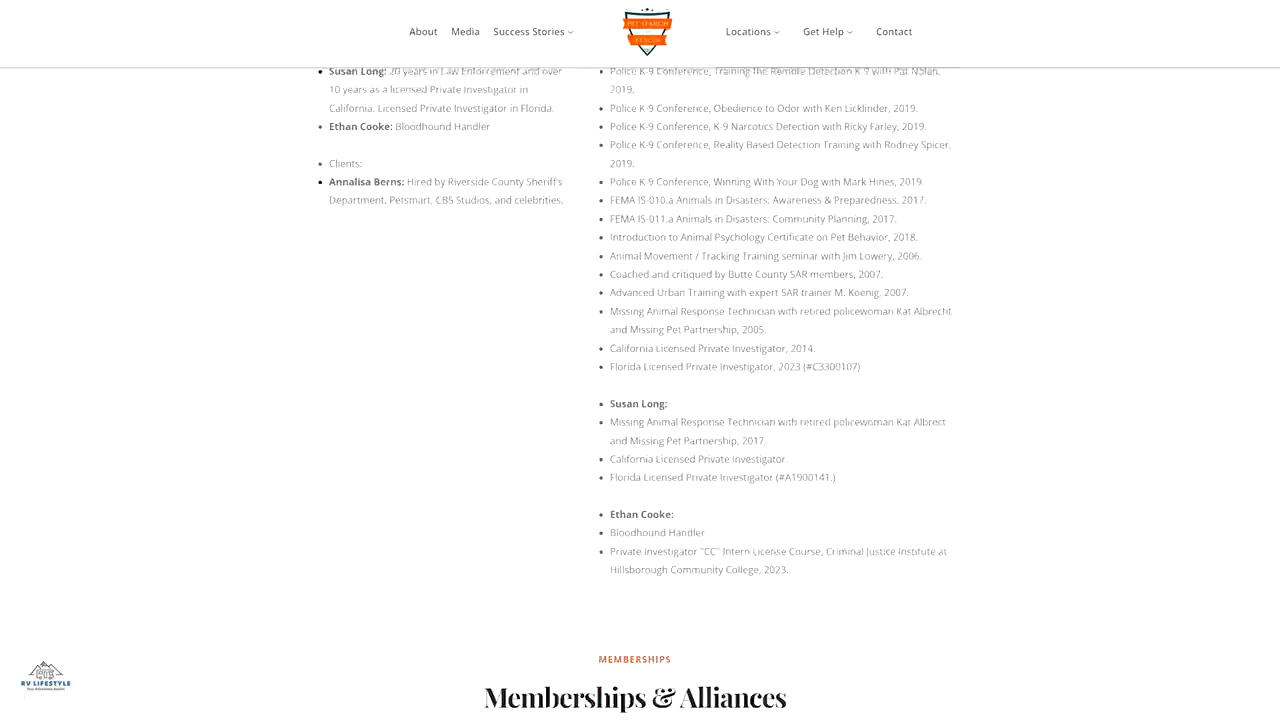 About
Media
Success Stories
PET SEARCH
RESCUE
Locations
Get Help
Contact
Susan Long: 20 years in Law Enforcement and over
10 years as a licensed Private Investigator in
California. Licensed Private Investigator in Florida.
Ethan Cooke: Bloodhound Handler
Clients:
Annalisa Berns: Hired by Riverside County Sheriff's
Department, Petsmart, CBS Studios, and celebrities.
Police K-9 Conference, Training the Remote Detection K 9 with Pat Nolan,
2019.
Police K-9 Conference, Obedience to Odor with Ken Licklinder, 2019.
Police K-9 Conference, K-9 Narcotics Detection with Ricky Farley, 2019.
Police K-9 Conference, Reality Based Detection Training with Rodney Spicer,
2019.
Police K-9 Conference, Winning With Your Dog with Mark Hines, 2019.
FEMA IS-010.a Animals in Disasters: Awareness & Preparedness. 2017.
FEMA IS-011.a Animals in Disasters: Community Planning, 2017.
Introduction to Animal Psychology Certificate on Pet Behavior, 2018.
Animal Movement / Tracking Training seminar with Jim Lowery, 2006.
Coached and critiqued by Butte County SAR members, 2007.
Advanced Urban Training with expert SAR trainer M. Koenig, 2007.
Missing Animal Response Technician with retired policewoman Kat Albrecht
and Missing Pet Partnership, 2005.
California Licensed Private Investigator, 2014.
Florida Licensed Private Investigator, 2023 (#C3300107)
Susan Long:
Missing Animal Response Technician with retired policewoman Kat Albrect
and Missing Pet Partnership, 2017.
California Licensed Private Investigator
Florida Licensed Private Investigator (#A1900141.)
Ethan Cooke:
Bloodhound Handler
Private Investigator "CC" Intern License Course, Criminal Justice Institute at
Hillsborough Community College, 2023.
MEMBERSHIPS
Memberships & Alliances
RV LIFESTYLE